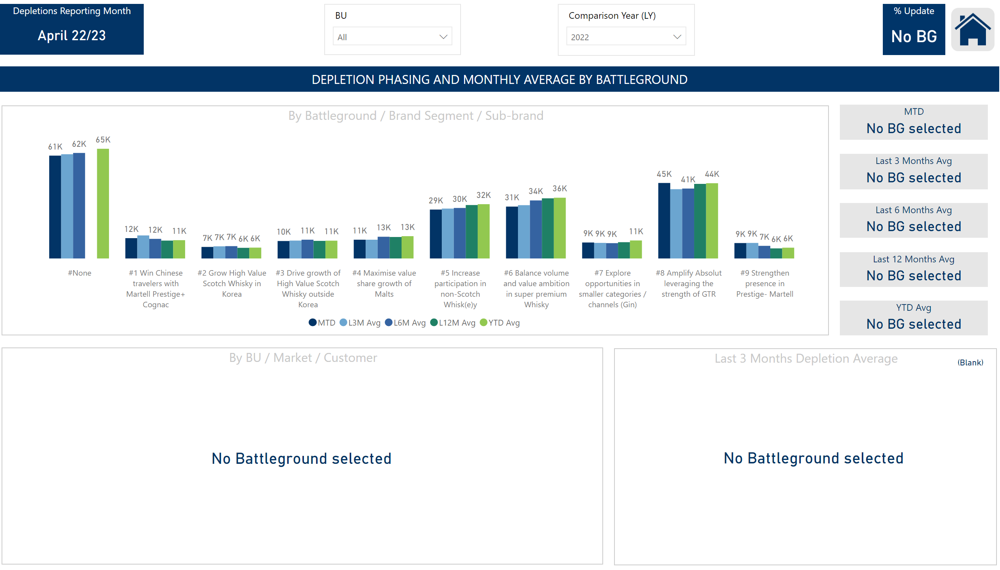 Depletions Reporting Month
April 22/23
BU
All
Comparison Year (LY)
2022
% Update
No BG
DEPLETION PHASING AND MONTHLY AVERAGE BY BATTLEGROUND
By Battleground / Brand Segment / Sub-brand
61K 62K 65K
12K 12K 11K
7K 7K 7K 6K 6K
10K 11K 11K
11K 13K 13K
29K 30K 32K
31K 34K 36K
9K 9K 9K 11K
45K 41K 44K
9K 9K 7K 6K 6K
#None
#1 Win Chinese
travelers with
Martell Prestige+
Cognac
#2 Grow High Value
Scotch Whisky in
Korea
#3 Drive growth of
High Value Scotch
Whisky outside
Korea
#4 Maximise value
share growth of
Malts
#5 Increase
participation in
non-Scotch
Whisk(e)y
#6 Balance volume
and value ambition
in super premium
Whisky
#7 Explore
opportunities in
smaller categories /
channels (Gin)
#8 Amplify Absolut
leveraging the
strength of GTR
#9 Strengthen
presence in
Prestige- Martell
MTD L3M Avg L6M Avg L12M Avg YTD Avg
MTD
No BG selected
Last 3 Months Avg
No BG selected
Last 6 Months Avg
No BG selected
Last 12 Months Avg
No BG selected
YTD Avg
No BG selected
By BU / Market / Customer
No Battleground selected
Last 3 Months Depletion Average
(Blank)
No Battleground selected